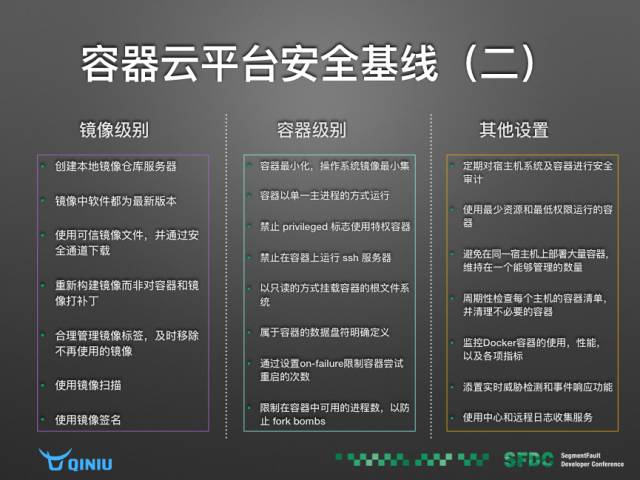 容器云平台安全基线（二）
镜像级别
创建本地镜像仓库服务器
镜像中软件都为最新版本
使用可信镜像文件，并通过安
全通道下载
重新构建镜像而非对容器和镜
像打补丁
合理管理镜像标签，及时移除
不再使用的镜像
使用镜像扫描
使用镜像签名
容器级别
容器最小化，操作系统镜像最小集
容器以单一主进程的方式运行
禁止 privileged 标志使用特权容器
禁止在容器上运行 ssh 服务器
以只读的方式挂载容器的根文件系
统
属于容器的数据盘符明确定义
通过设置on-failure限制容器尝试
重启的次数
限制在容器中可用的进程数，以防
止 fork bombs
其他设置
定期对宿主机系统及容器进行安全
审计
使用最少资源和最低权限运行的容
器
避免在同一宿主机上部署大量容器，
维持在一个能够管理的数量
周期性检查每个主机的容器清单，
并清理不必要的容器
监控Docker容器的使用，性能，
以及各项指标
添置实时威胁检测和事件响应功能
使用中心和远程日志收集服务
QINIU
SFDC
SegmentFault
Developer Conference